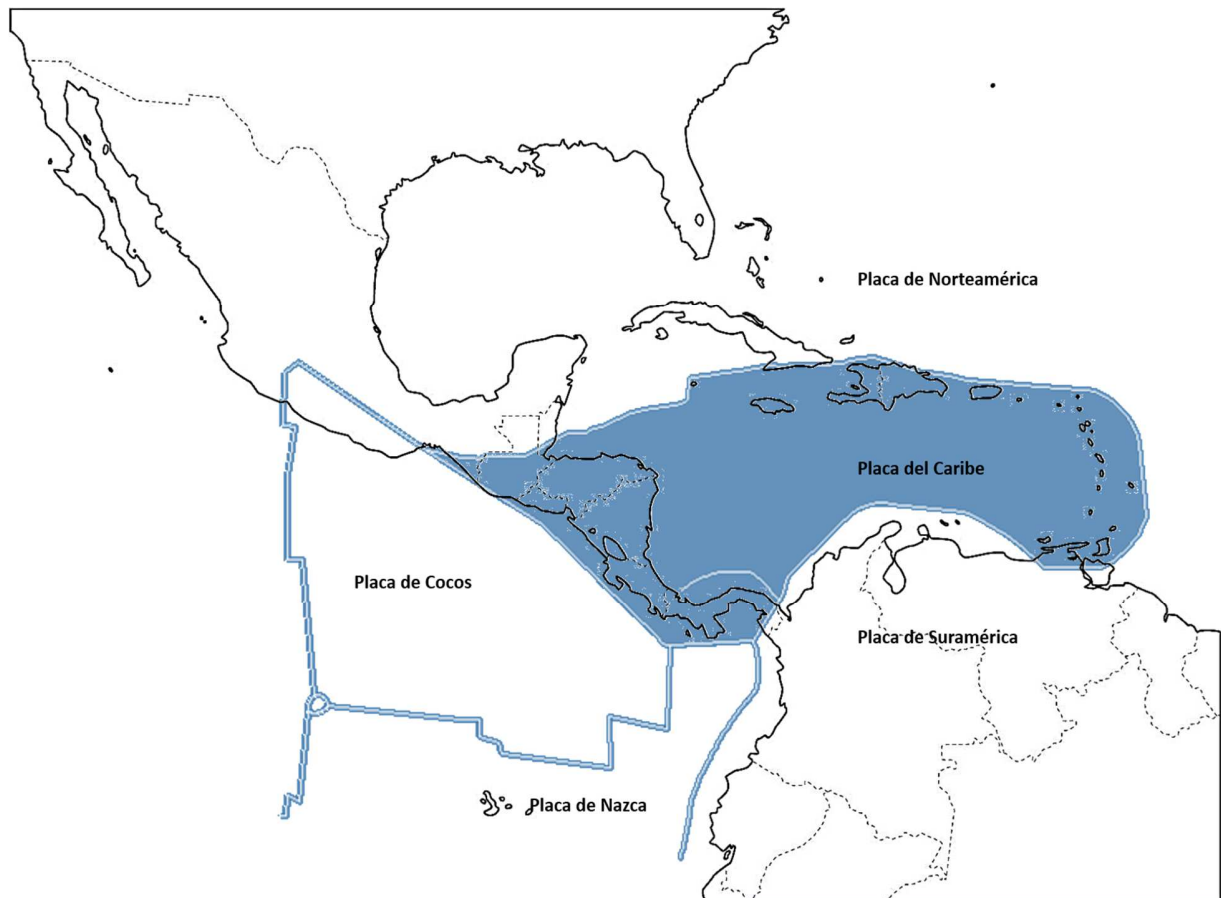 Placa de Norteamérica
Placa del Caribe
Placa de Cocos
Placa de Suramérica
Placa de Nazca